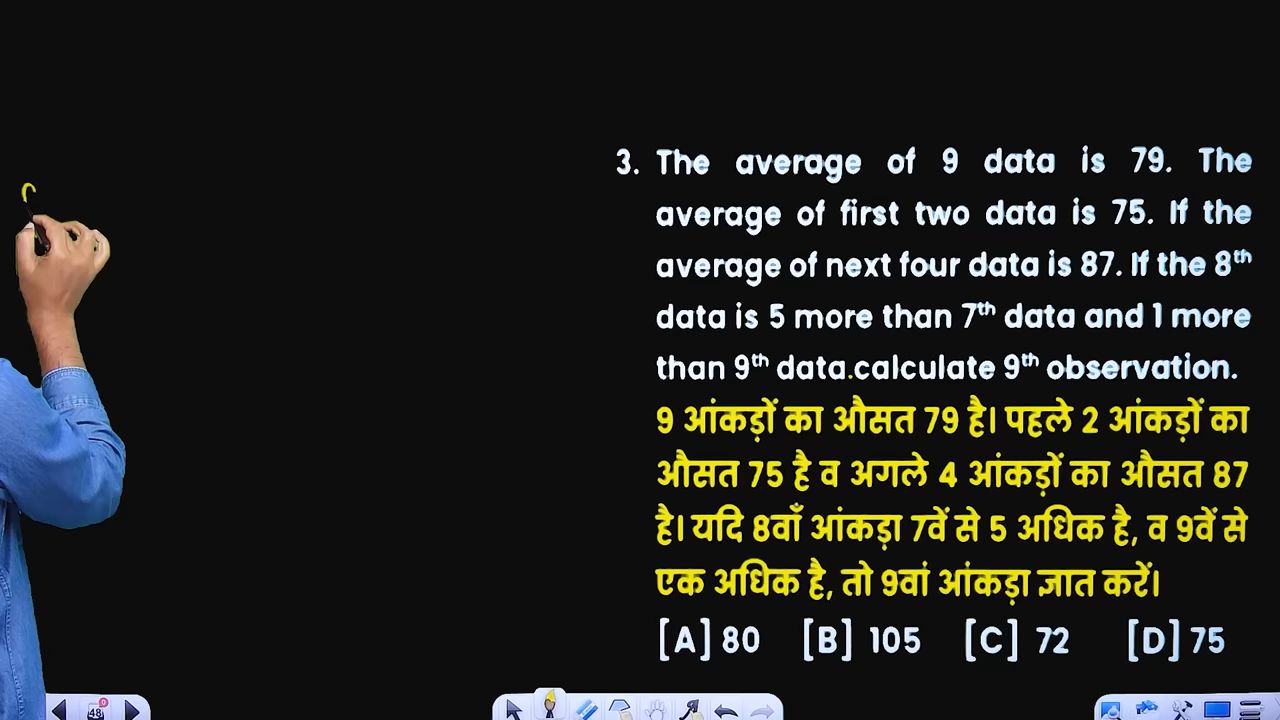 3. The average of 9 data is 79. The
average of first two data is 75. If the
average of next four data is 87. If the 8th
data is 5 more than 7th data and 1 more
than 9th data.calculate 9th observation.
9 आंकड़ों का औसत 79 है। पहले 2 आंकड़ों का
औसत 75 है व अगले 4 आंकड़ों का औसत 87
है। यदि 8वाँ आंकड़ा 7वें से 5 अधिक है, व 9वें से
एक अधिक है, तो 9वां आंकड़ा ज्ञात करें।
[A] 80 [B] 105 [C] 72 [D] 75
48